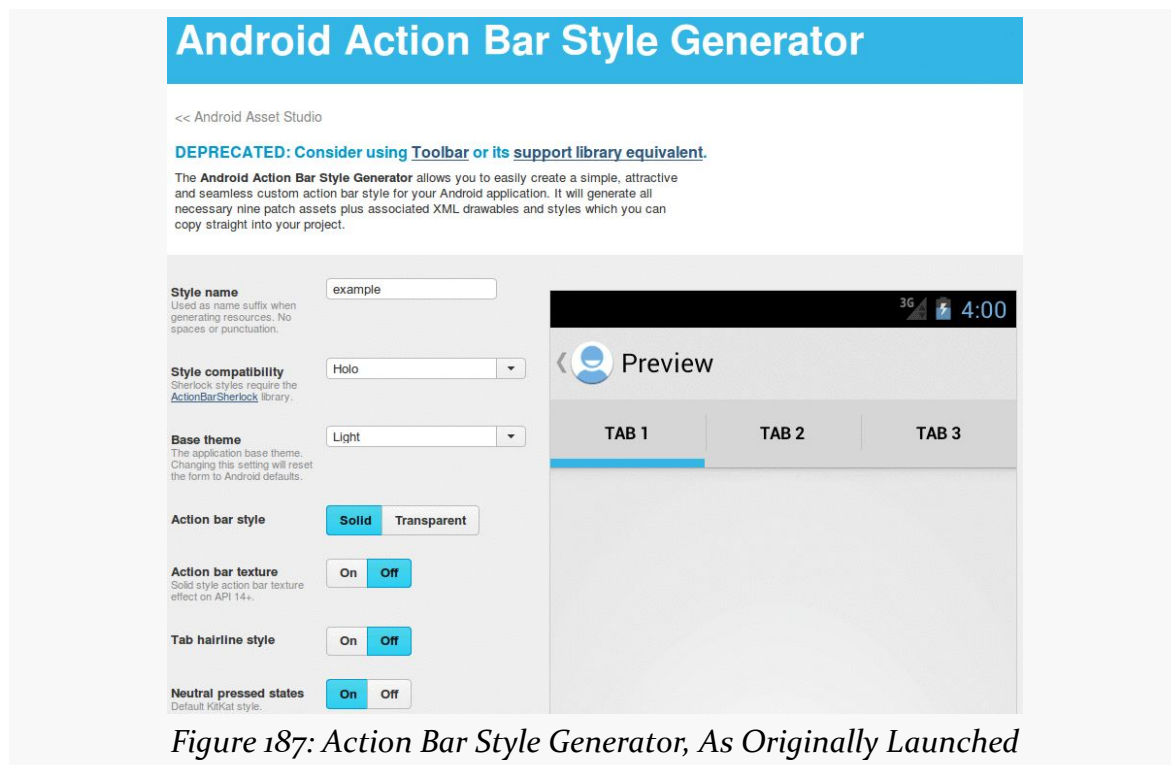 Android Action Bar Style Generator
<< Android Asset Studio
DEPRECATED: Consider using Toolbar or its support library equivalent.
The Android Action Bar Style Generator allows you to easily create a simple, attractive
and seamless custom action bar style for your Android application. It will generate all
necessary nine patch assets plus associated XML drawables and styles which you can
copy straight into your project.
Style name
Used as name suffix when
generating resources. No
spaces or punctuation.
example
Style compatibility
Sherlock styles require the
ActionBarSherlock library.
Holo
Base theme
The application base theme.
Changing this setting will reset
the form to Android defaults.
Light
Action bar style
Solid Transparent
Action bar texture
Solid style action bar texture
effect on API 14+.
On Off
Tab hairline style
On Off
Neutral pressed states
Default KitKat style.
On Off
3G 4:00
Preview
TAB 1 TAB 2 TAB 3
Figure 187: Action Bar Style Generator, As Originally Launched